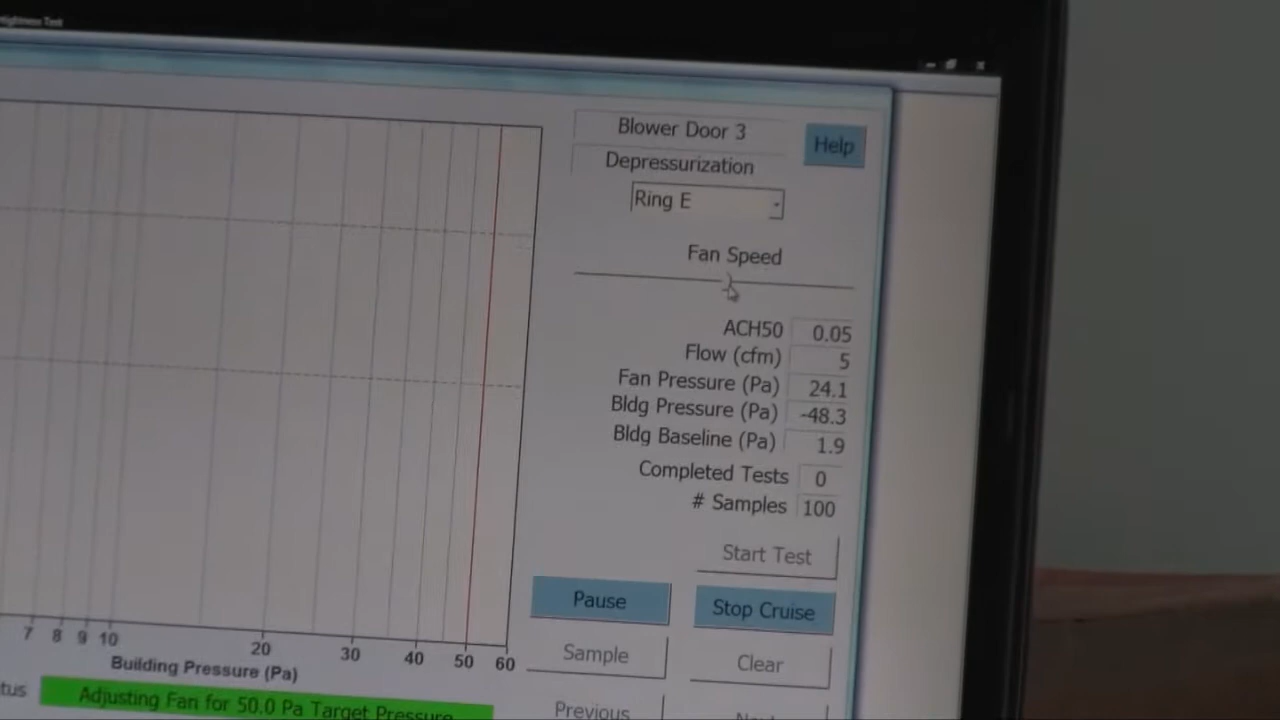 Test
Blower Door 3
Help
Depressurization
Ring E
Fan Speed
ACH50 0.05
Flow (cfm) 5
Fan Pressure (Pa) 24.1
Bldg Pressure (Pa) -48.3
Bldg Baseline (Pa) 1.9
Completed Tests 0
# Samples 100
Start Test
Pause Stop Cruise
7 8 9 10 20 30 40 50 60
Sample Clear
Building Pressure (Pa)
tus Adjusting Fan for 50.0 Pa Target Pressure
Previous